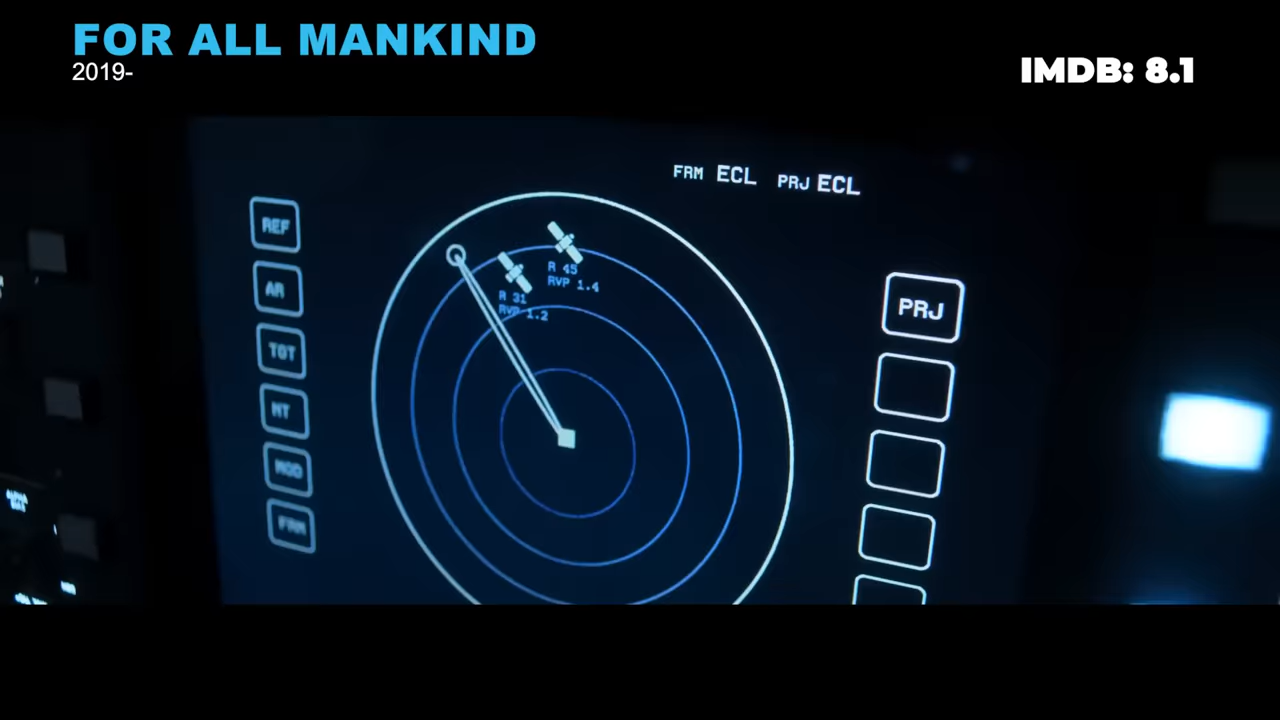 FOR ALL MANKIND
2019-
IMDB: 8.1
FRM ECL PRJ ECL
REF
AR
TGT
MT
MOD
FRM
R 45
RVP 1.4
R 31
RVP 1.2
PRJ